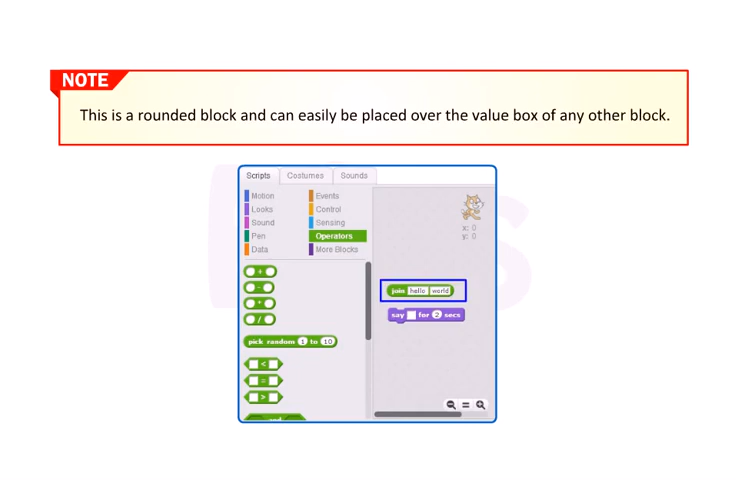 NOTE
This is a rounded block and can easily be placed over the value box of any other block.
Scripts Costumes Sounds
Motion Events
Looks Control
Sound Sensing
Pen Operators
Data More Blocks
x: 0
y: 0
+
-
*
/
join hello world
say for 2 secs
pick random 1 to 10
<
=
>